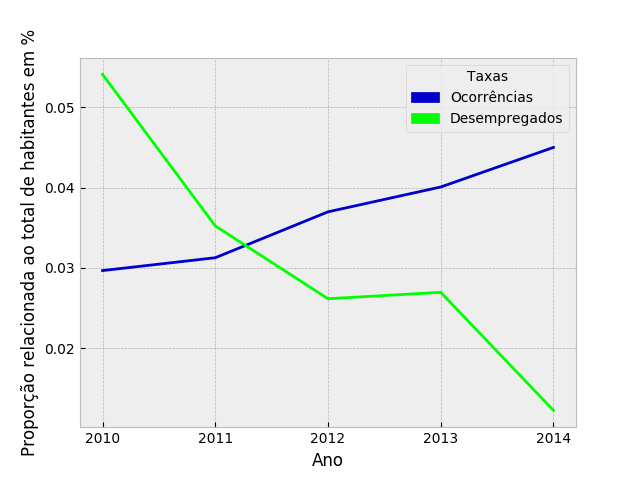 Proporção relacionada ao total de habitantes em %
0.05
0.04
0.03
0.02
Taxas
Ocorrências
Desempregados
2010 2011 2012 2013 2014
Ano